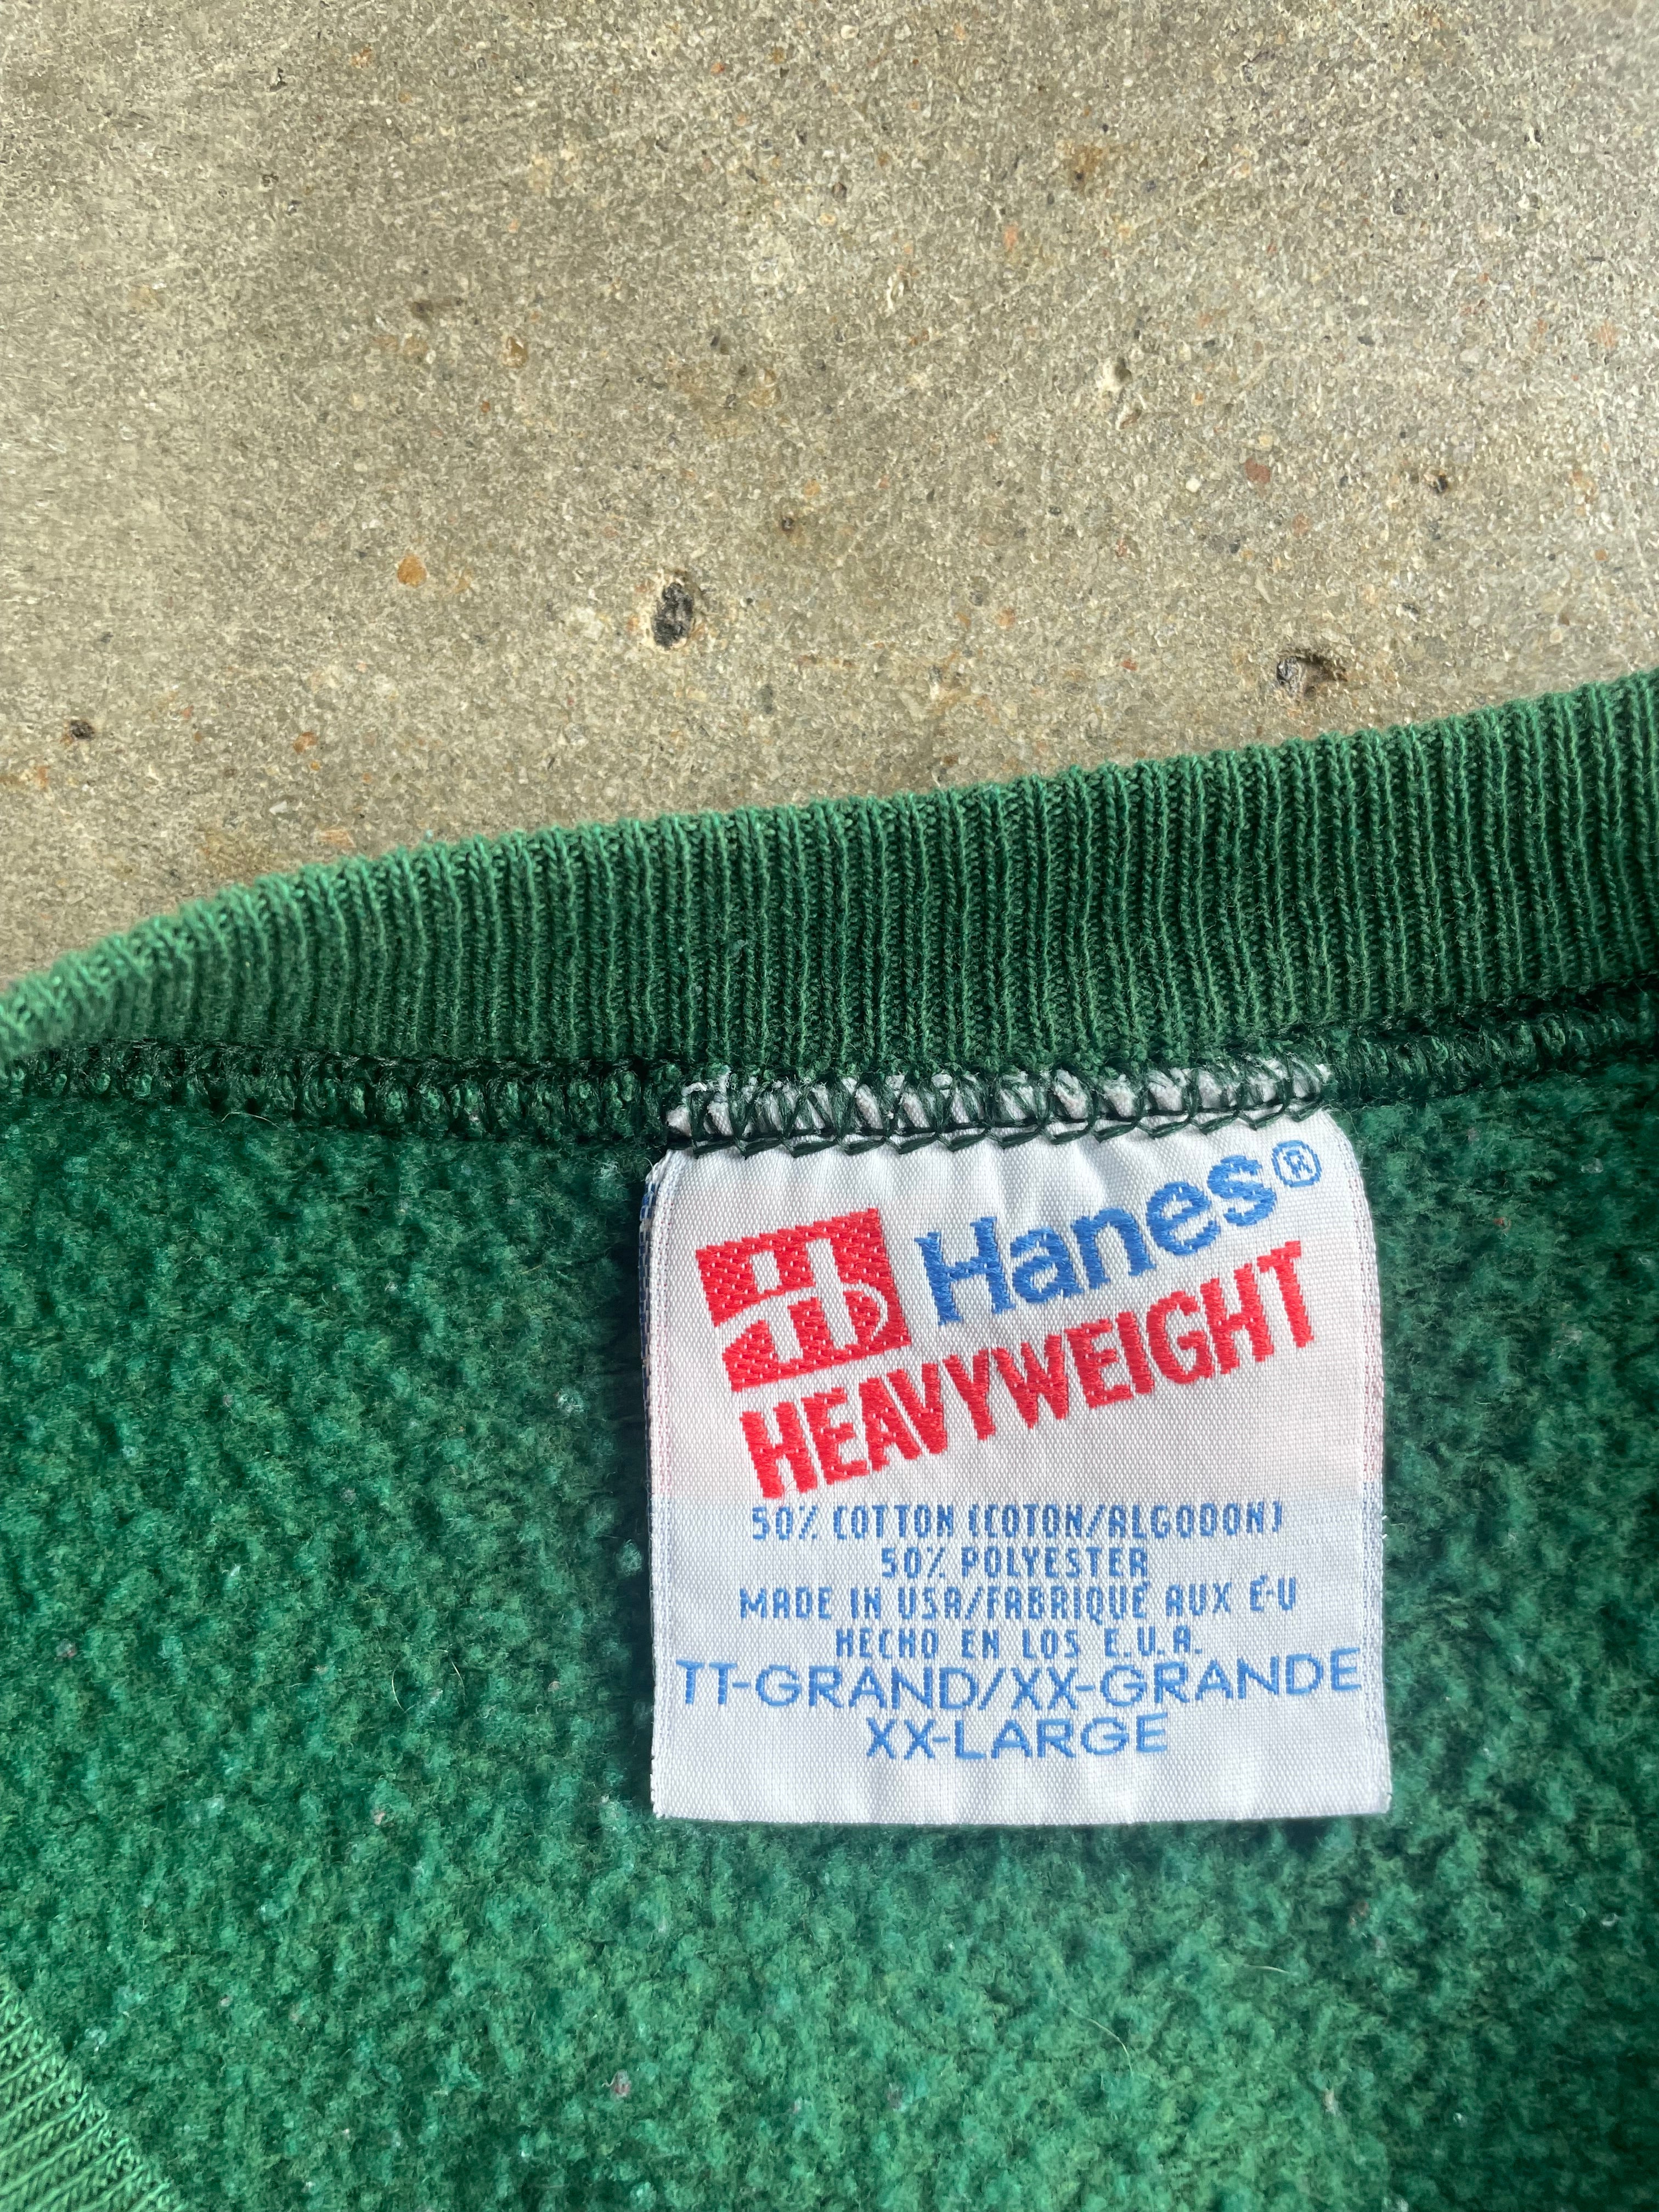 Hanes®
HEAVYWEIGHT
50% COTTON (COTON/ALGODON)
50% POLYESTER
MADE IN USA/FABRIQUÉ AUX É-U
HECHO EN LOS E.U.A.
TT-GRAND/XX-GRANDE
XX-LARGE